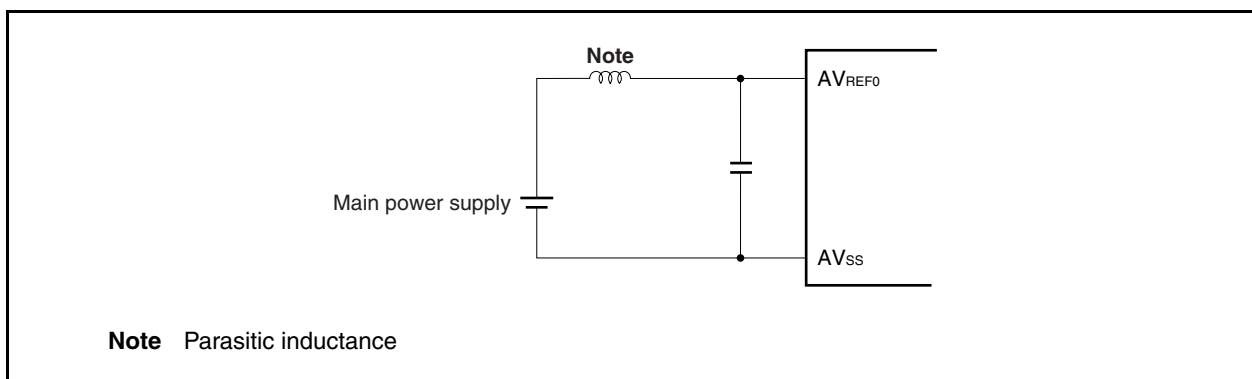 Note
AVREF0
Main power supply
AVSS
Note Parasitic inductance